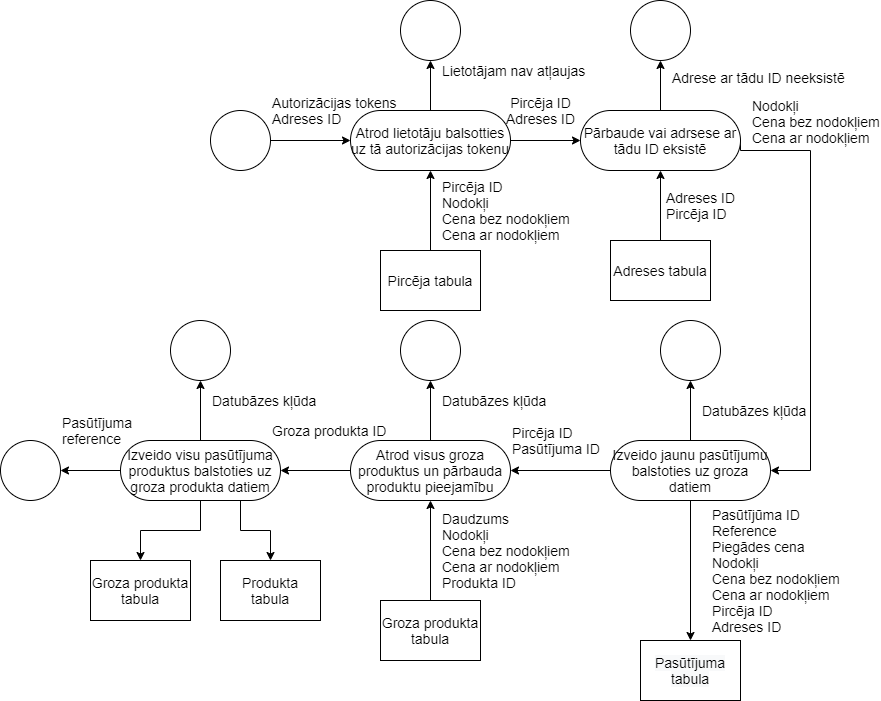 Lietotājam nav atļaujas
Adrese ar tādu ID neeksistē
Autorizācijas tokens
Adreses ID
Pircēja ID
Adreses ID
Nodokļi
Cena bez nodokļiem
Cena ar nodokļiem
Atrod lietotāju balsotties
uz tā autorizācijas tokenu
Pārbaude vai adrsese ar
tādu ID eksistē
Pircēja ID
Nodokļi
Cena bez nodokļiem
Cena ar nodokļiem
Adreses ID
Pircēja ID
Pircēja tabula
Adreses tabula
Datubāzes kļūda
Datubāzes kļūda
Datubāzes kļūda
Pasūtījuma
reference
Groza produkta ID
Pircēja ID
Pasūtījuma ID
Izveido visu pasūtījuma
produktus balstoties uz
groza produkta datiem
Atrod visus groza
produktus un pārbauda
produktu pieejamību
Izveido jaunu pasūtījumu
balstoties uz groza
datiem
Daudzums
Nodokļi
Cena bez nodokļiem
Cena ar nodokļiem
Produkta ID
Pasūtījūma ID
Reference
Piegādes cena
Nodokļi
Cena bez nodokļiem
Cena ar nodokļiem
Pircēja ID
Adreses ID
Groza produkta
tabula
Produkta
tabula
Groza produkta
tabula
Pasūtījuma
tabula